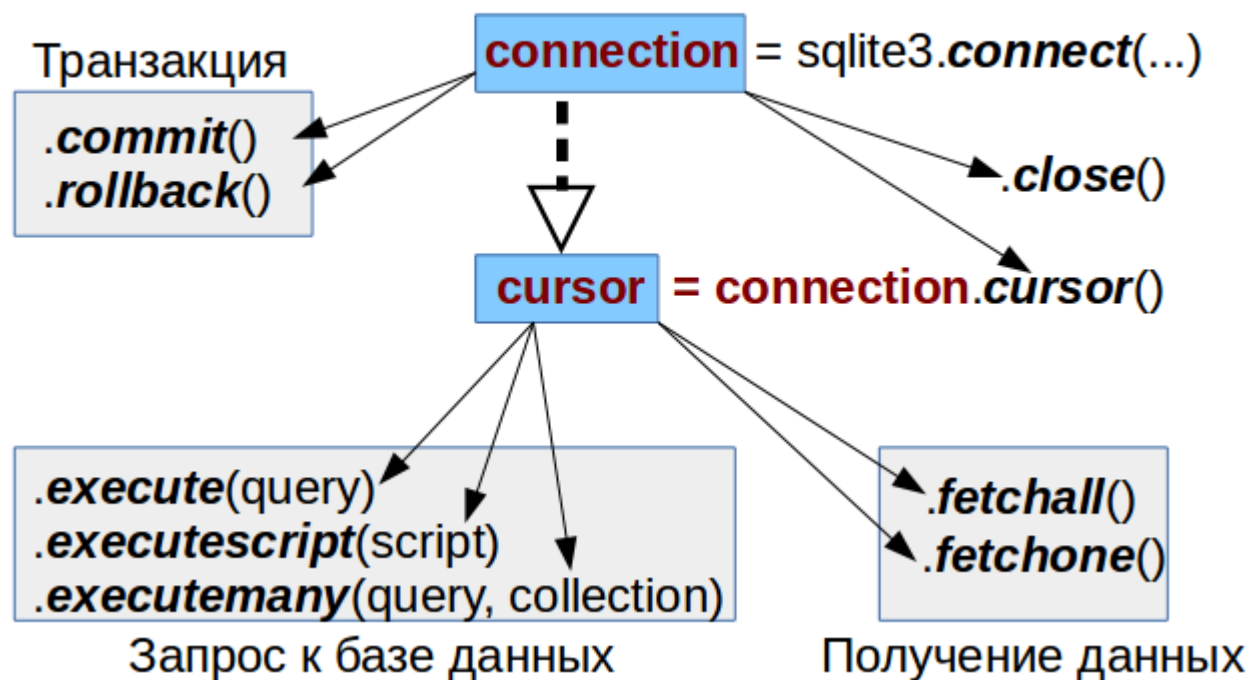 connection = sqlite3.connect(...)
Транзакция
.commit()
.rollback()
.close()
cursor = connection.cursor()
.execute(query)
.executescript(script)
.executemany(query, collection)
Запрос к базе данных
.fetchall()
.fetchone()
Получение данных